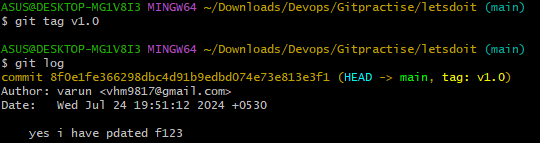 ASUS@DESKTOP-MG1V8I3 MINGW64 ~/Downloads/Devops/Gitpractise/letsdoit (main)
$ git tag v1.0
ASUS@DESKTOP-MG1V8I3 MINGW64 ~/Downloads/Devops/Gitpractise/letsdoit (main)
$ git log
commit 8f0e1fe366298dbc4d91b9edbd074e73e813e3f1 (HEAD -> main, tag: v1.0)
Author: varun <vhm9817@gmail.com>
Date:   Wed Jul 24 19:51:12 2024 +0530
    yes i have pdated f123